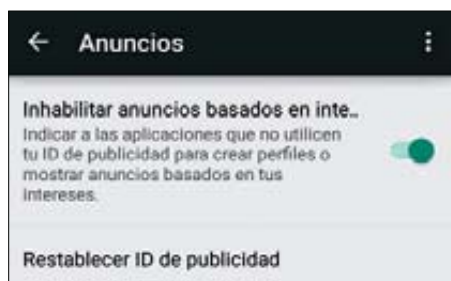 Anuncios
Inhabilitar anuncios basados en inte...
Indicar a las aplicaciones que no utilicen
tu ID de publicidad para crear perfiles o
mostrar anuncios basados en tus
intereses.
Restablecer ID de publicidad